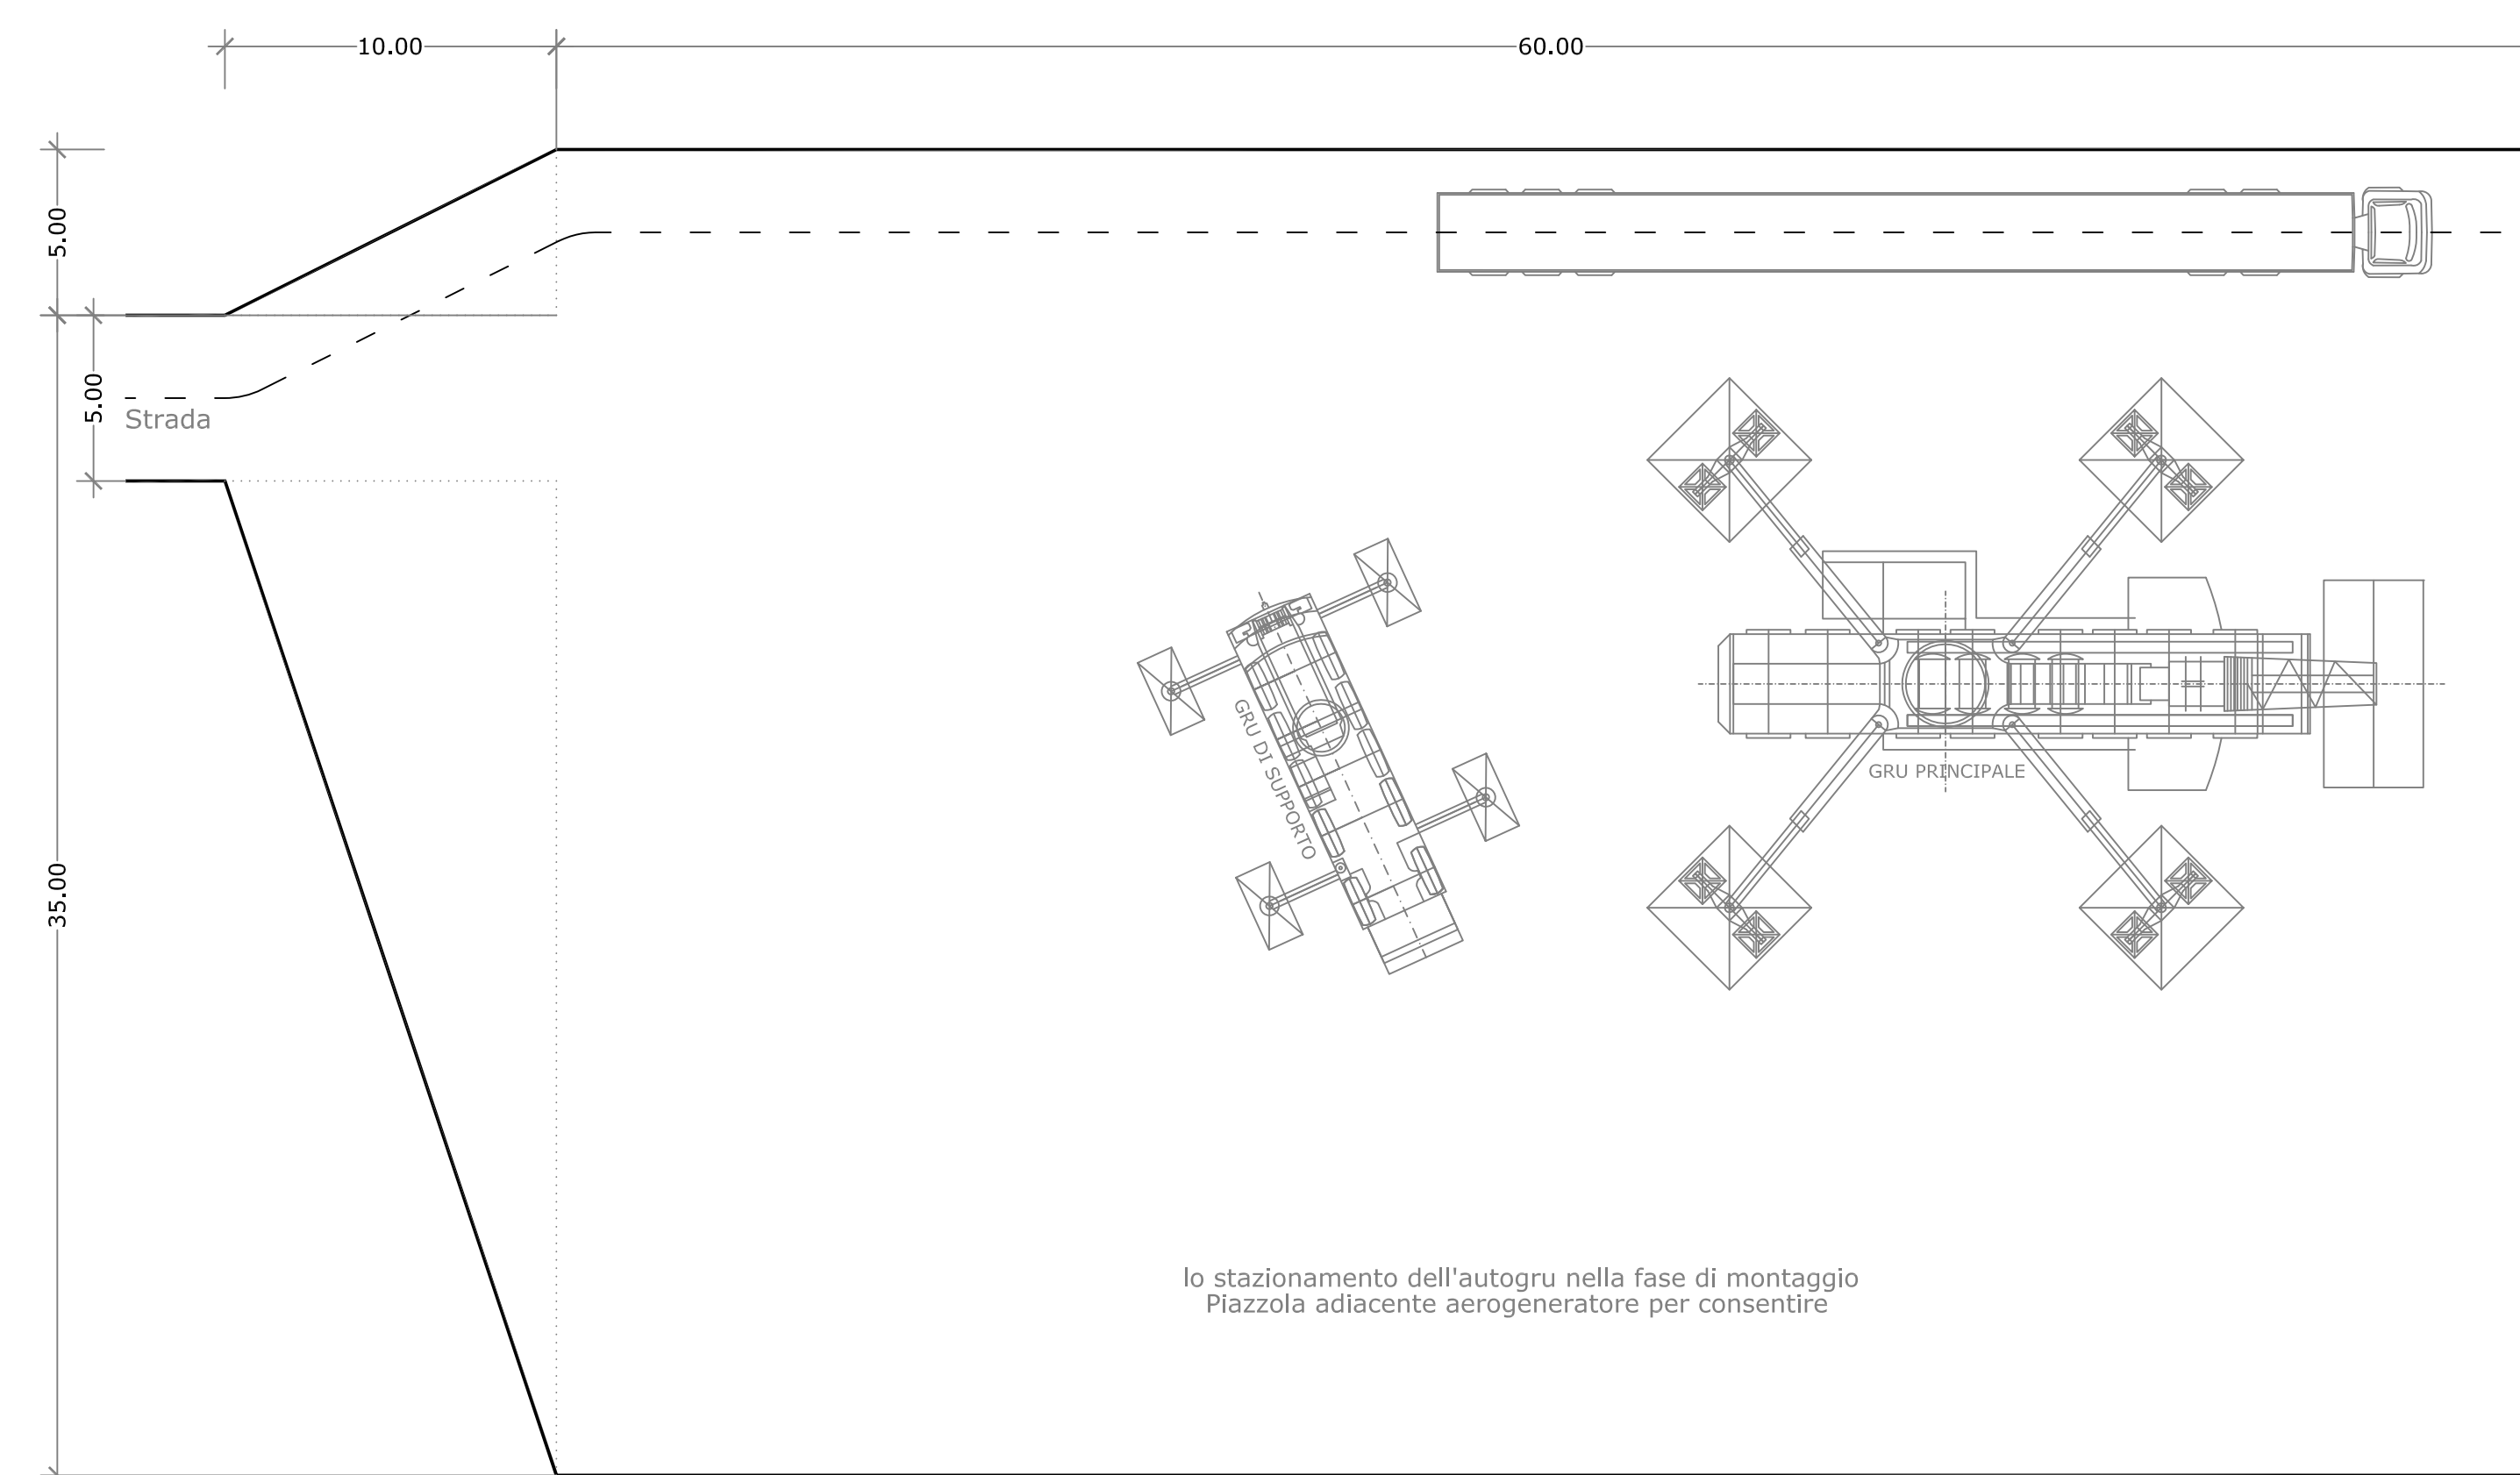 10.00
60.00
5.00
5.00
Strada
GRU DI SUPPORTO
GRU PRINCIPALE
35.00
lo stazionamento dell'autogru nella fase di montaggio
Piazzola adiacente aerogeneratore per consentire